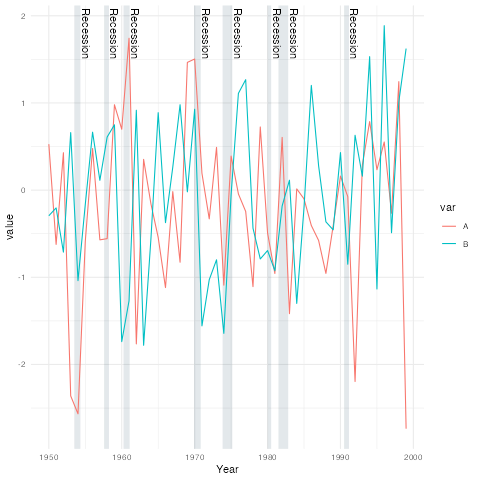 2
1
0
-1
-2
value
Recession
Recession
Recession
Recession
Recession
Recession
Recession
Recession
1950
1960
1970
1980
1990
2000
Year
var
A
B